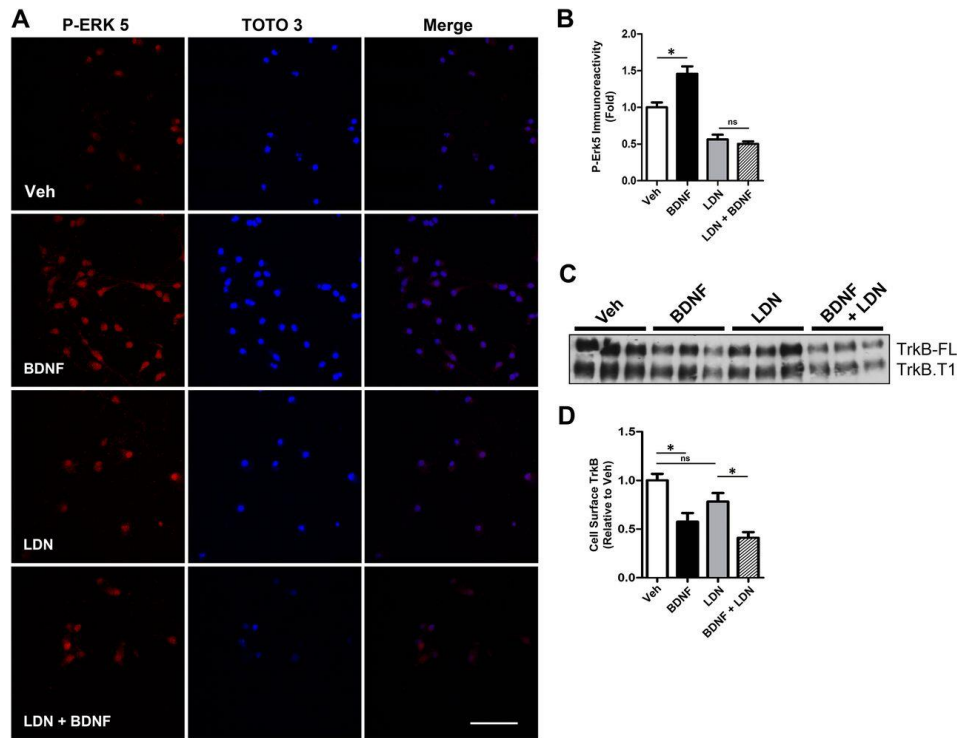 A
P-ERK 5
TOTO 3
Merge
Veh
BDNF
LDN
LDN + BDNF
B
P-Erk5 Immunoreactivity
(Fold)
2.0
1.5
1.0
0.5
0.0
*
ns
Veh
BDNF
LDN
LDN + BDNF
C
Veh
BDNF
LDN
BDNF
+ LDN
TrkB-FL
TrkB.T1
D
Cell Surface TrkB
(Relative to Veh)
1.5
1.0
0.5
0.0
*
ns
*
Veh
BDNF
LDN
BDNF + LDN